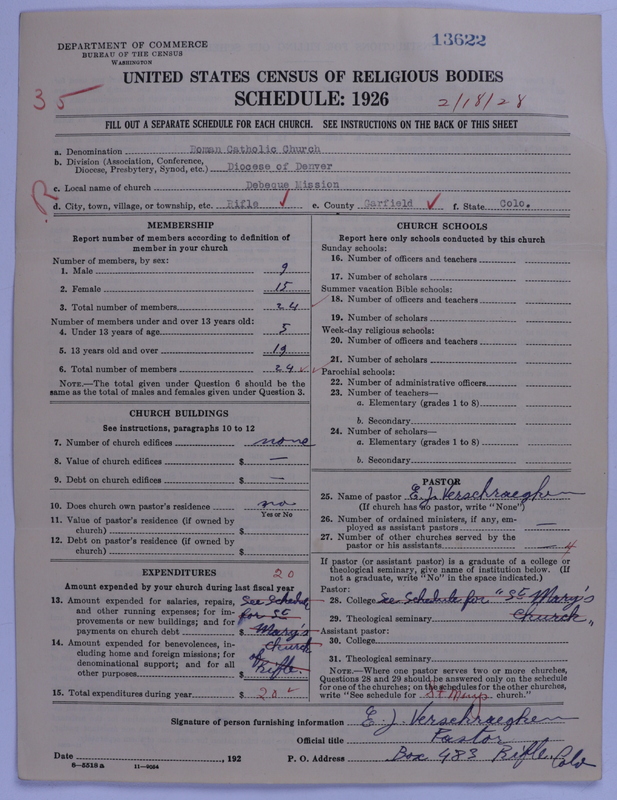 13622
DEPARTMENT OF COMMERCE
BUREAU OF THE CENSUS
WASHINGTON
UNITED STATES CENSUS OF RELIGIOUS BODIES
35
SCHEDULE: 1926
2/18/28
FILL OUT A SEPARATE SCHEDULE FOR EACH CHURCH. SEE INSTRUCTIONS ON THE BACK OF THIS SHEET
a. Denomination Roman Catholic Church
b. Division (Association, Conference,
Diocese, Presbytery, Synod, etc.) Diocese of Denver
R
c. Local name of church Debeque Mission
d. City, town, village, or township, etc. Rifle ✓ e. County Garfield ✓ f. State Colo.
MEMBERSHIP
Report number of members according to definition of
member in your church
Number of members, by sex:
1. Male 9
2. Female 15
3. Total number of members 24
Number of members under and over 13 years old:
4. Under 13 years of age 5
5. 13 years old and over 19
6. Total number of members 24 ✓✓
NOTE.—The total given under Question 6 should be the
same as the total of males and females given under Question 3.
CHURCH BUILDINGS
See instructions, paragraphs 10 to 12
7. Number of church edifices none
8. Value of church edifices $ —
9. Debt on church edifices $ —
10. Does church own pastor's residence no
Yes or No
11. Value of pastor's residence (if owned by
church) $
12. Debt on pastor's residence (if owned by
church) $
EXPENDITURES 20
Amount expended by your church during last fiscal year
13. Amount expended for salaries, repairs, See Schedule
and other running expenses; for im- for St
provements or new buildings; and for
payments on church debt $ Mary's
14. Amount expended for benevolences, in- Church
cluding home and foreign missions; for of
denominational support; and for all Rifle
other purposes $
15. Total expenditures during year $ 20 ✓
CHURCH SCHOOLS
Report here only schools conducted by this church
Sunday schools:
16. Number of officers and teachers
17. Number of scholars
Summer vacation Bible schools:
18. Number of officers and teachers
19. Number of scholars
Week-day religious schools:
20. Number of officers and teachers
21. Number of scholars
Parochial schools:
22. Number of administrative officers
23. Number of teachers—
a. Elementary (grades 1 to 8)
b. Secondary
24. Number of scholars—
a. Elementary (grades 1 to 8)
b. Secondary
PASTOR
25. Name of pastor E. J. Verschraeghen
(If church has no pastor, write "None")
26. Number of ordained ministers, if any, em-
ployed as assistant pastors —
27. Number of other churches served by the
pastor or his assistants — 4
If pastor (or assistant pastor) is a graduate of a college or
theological seminary, give name of institution below. (If
not a graduate, write "No" in the space indicated.)
Pastor:
28. College See Schedule for "St Mary's
29. Theological seminary Church"
Assistant pastor:
30. College
31. Theological seminary
NOTE.—Where one pastor serves two or more churches,
Questions 28 and 29 should be answered only on the schedule
for one of the churches; on the schedules for the other churches,
write "See schedule for St Marys church."
Signature of person furnishing information E. J. Verschraeghen
Official title Pastor
Date , 192 P. O. Address Box 483 Rifle, Colo
6—5518 a 11—9024